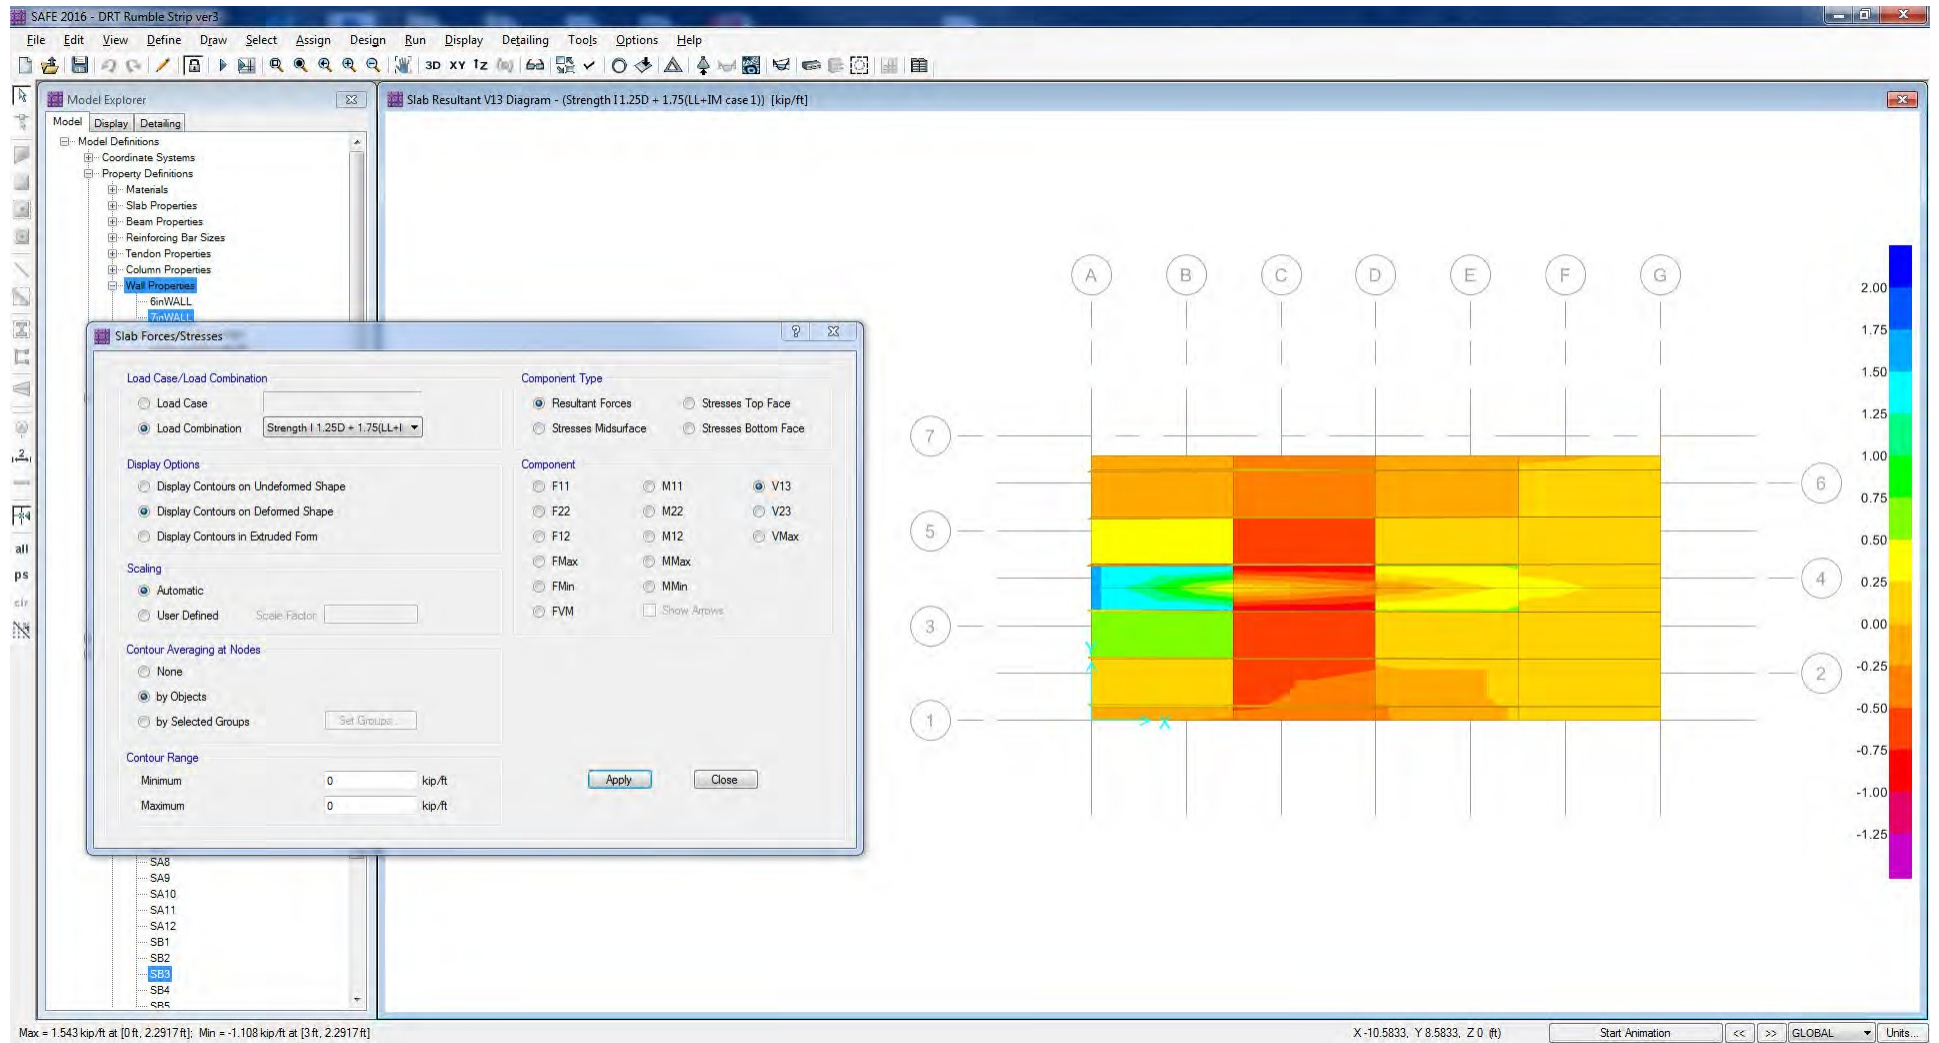 SAFE 2016 - DRT Rumble Strip ver3
File Edit View Define Draw Select Assign Design Run Display Detailing Tools Options Help
3D XY
Model Explorer
Model Display Detailing
Model Definitions
Coordinate Systems
Property Definitions
Materials
Slab Properties
Beam Properties
Reinforcing Bar Sizes
Tendon Properties
Column Properties
Wall Properties
6inWALL
7inWALL
SA8
SA9
SA10
SA11
SA12
SB1
SB2
SB3
SB4
SB5
all
ps
clr
Slab Forces/Stresses
Load Case/Load Combination
Load Case
Load Combination Strength I 1.25D + 1.75(LL+I
Display Options
Display Contours on Undeformed Shape
Display Contours on Deformed Shape
Display Contours in Extruded Form
Scaling
Automatic
User Defined Scale Factor
Contour Averaging at Nodes
None
by Objects
by Selected Groups Set Groups...
Contour Range
Minimum 0 kip/ft
Maximum 0 kip/ft
Component Type
Resultant Forces Stresses Top Face
Stresses Midsurface Stresses Bottom Face
Component
F11 M11 V13
F22 M22 V23
F12 M12 VMax
FMax MMax
FMin MMin
FVM Show Arrows
Apply Close
Slab Resultant V13 Diagram - (Strength I 1.25D + 1.75(LL+IM case 1)) [kip/ft]
A B C D E F G
7
6
5
4
3
2
1
Y
X
2.00
1.75
1.50
1.25
1.00
0.75
0.50
0.25
0.00
-0.25
-0.50
-0.75
-1.00
-1.25
Max = 1.543 kip/ft at [0 ft, 2.2917 ft]; Min = -1.108 kip/ft at [3 ft, 2.2917 ft]
X -10.5833, Y 8.5833, Z 0 (ft) Start Animation << >> GLOBAL Units...